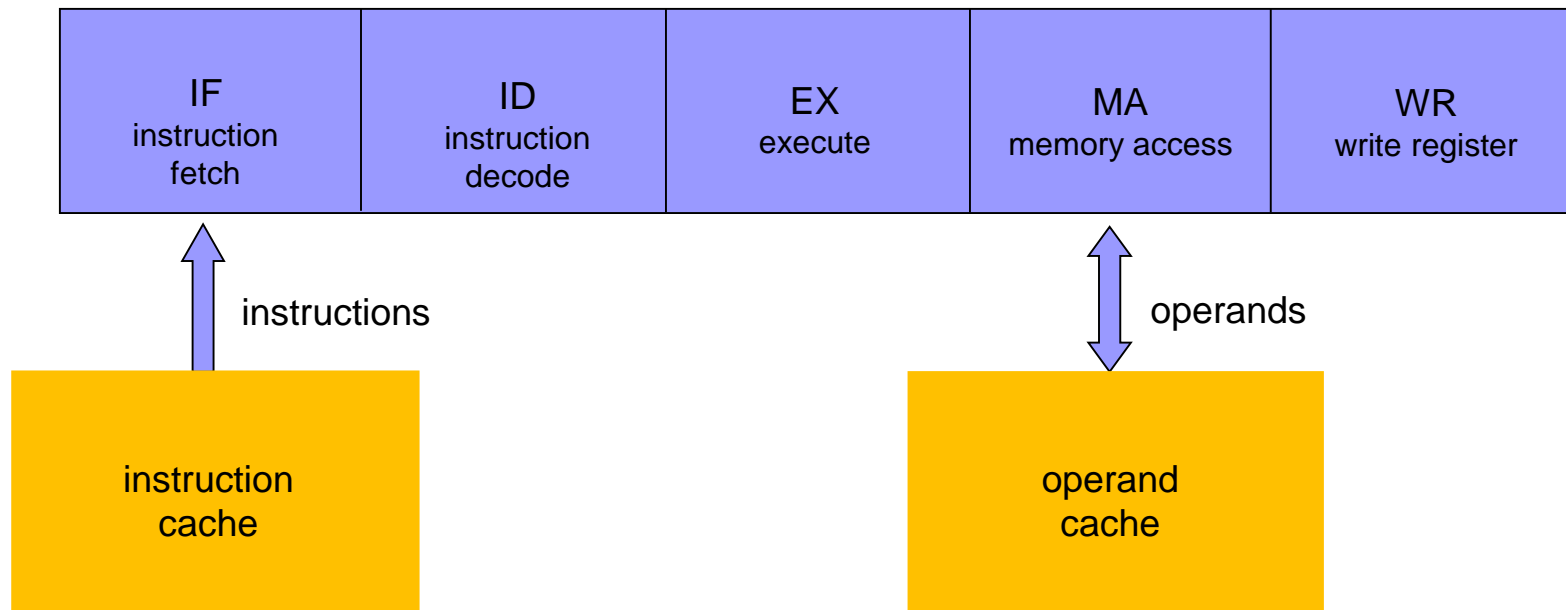 IF
instruction
fetch
ID
instruction
decode
EX
execute
MA
memory access
WR
write register
instructions
operands
instruction
cache
operand
cache